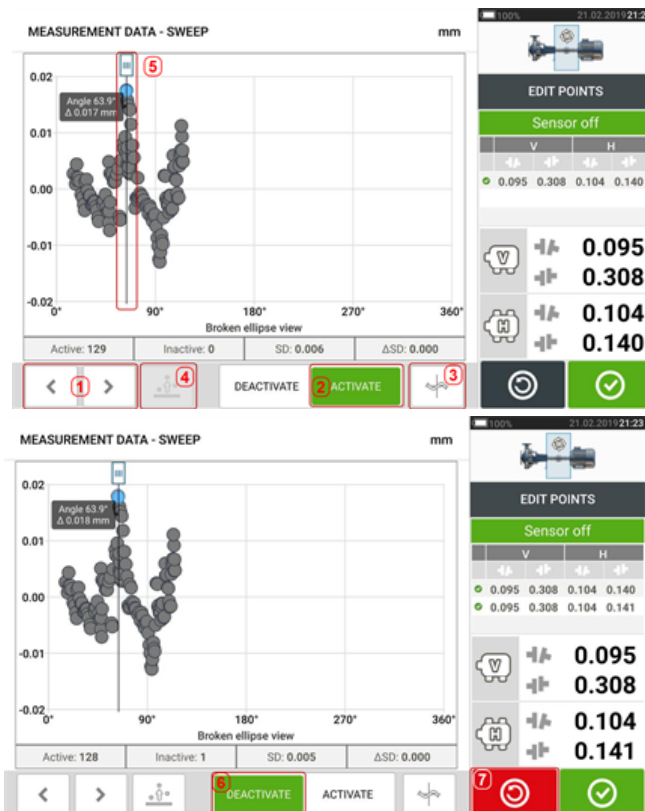 MEASUREMENT DATA - SWEEP mm
100% 21.02.2019 21:2
5
0.02
Angle 63.9°
Δ 0.017 mm
0.01
0.00
-0.01
-0.02
0° 90° 180° 270° 360°
Broken ellipse view
Active: 129 Inactive: 0 SD: 0.006 ΔSD: 0.000
1 4 DEACTIVATE 2 ACTIVATE 3
EDIT POINTS
Sensor off
V H
0.095 0.308 0.104 0.140
V 0.095
0.308
H 0.104
0.140
MEASUREMENT DATA - SWEEP mm
100% 21.02.2019 21:23
0.02
Angle 63.9°
Δ 0.018 mm
0.01
0.00
-0.01
-0.02
0° 90° 180° 270° 360°
Broken ellipse view
Active: 128 Inactive: 1 SD: 0.005 ΔSD: 0.000
6 DEACTIVATE ACTIVATE
EDIT POINTS
Sensor off
V H
0.095 0.308 0.104 0.140
0.095 0.308 0.104 0.141
V 0.095
0.308
H 0.104
0.141
7